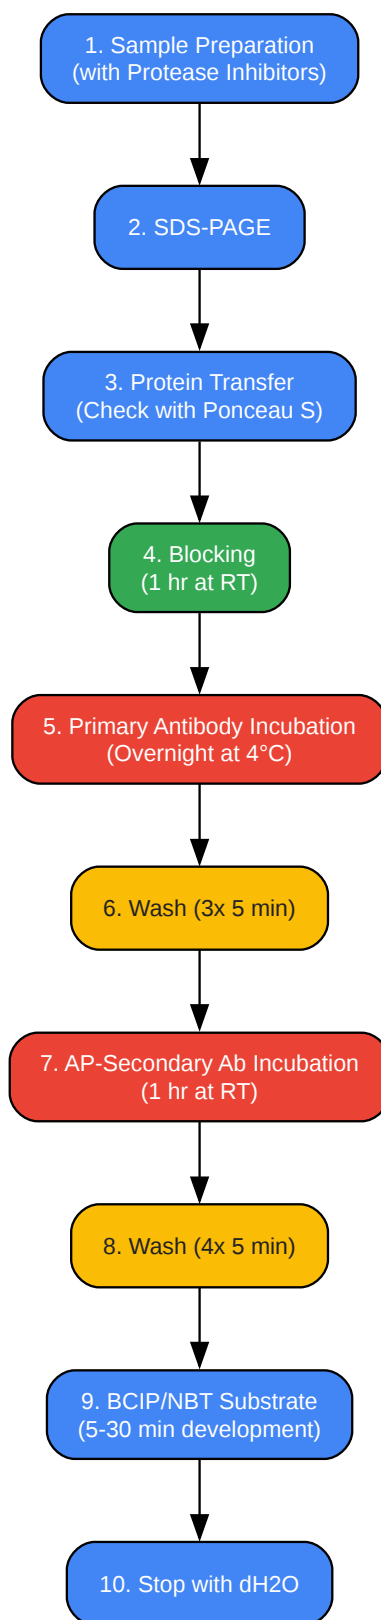 1. Sample Preparation
(with Protease Inhibitors)
2. SDS-PAGE
3. Protein Transfer
(Check with Ponceau S)
4. Blocking
(1 hr at RT)
5. Primary Antibody Incubation
(Overnight at 4°C)
6. Wash (3x 5 min)
7. AP-Secondary Ab Incubation
(1 hr at RT)
8. Wash (4x 5 min)
9. BCIP/NBT Substrate
(5-30 min development)
10. Stop with dH2O